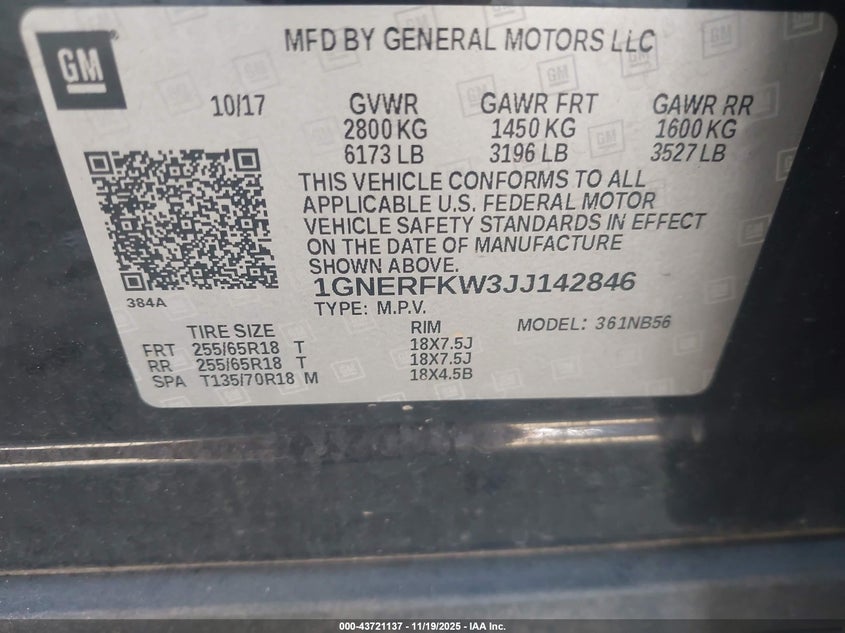 GM
MFD BY GENERAL MOTORS LLC
10/17 GVWR GAWR FRT GAWR RR
2800 KG 1450 KG 1600 KG
6173 LB 3196 LB 3527 LB
THIS VEHICLE CONFORMS TO ALL
APPLICABLE U.S. FEDERAL MOTOR
VEHICLE SAFETY STANDARDS IN EFFECT
ON THE DATE OF MANUFACTURE
SHOWN ABOVE.
1GNERFKW3JJ142846
384A
TYPE: M.P.V.
TIRE SIZE RIM MODEL: 361NB56
FRT 255/65R18 T 18X7.5J
RR 255/65R18 T 18X7.5J
SPA T135/70R18 M 18X4.5B
000-43721137 - 11/19/2025 - IAA Inc.